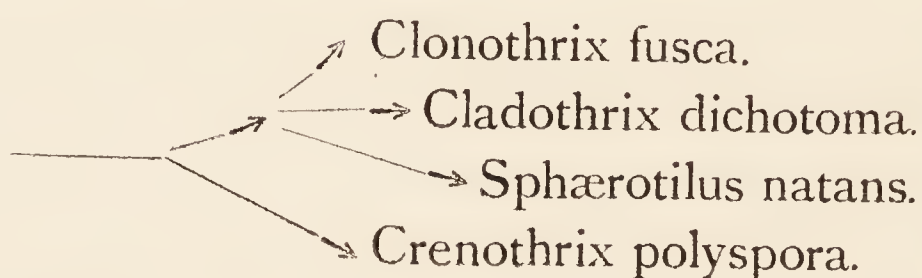 Clonothrix fusca.
Cladothrix dichotoma.
Sphærotilus natans.
Crenothrix polyspora.